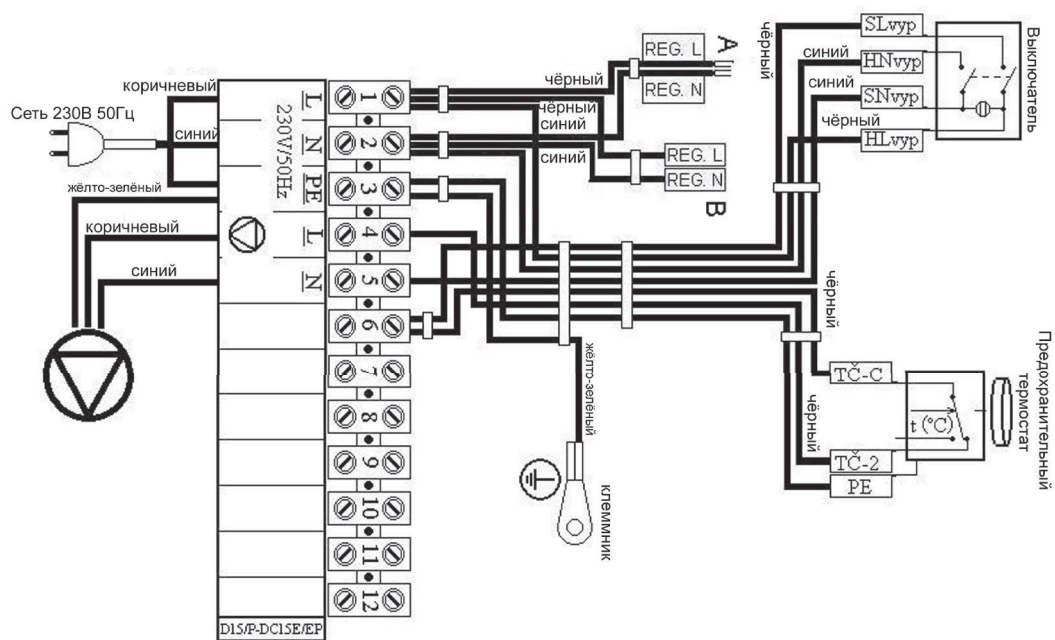 коричневый
Сеть 230В 50Гц
синий
жёлто-зелёный
коричневый
синий
230V/50Hz
L
N
PE
L
N
1
2
3
4
5
6
7
8
9
10
11
12
D15/P-DC15E/EP
чёрный
чёрный
синий
синий
REG. L
A
REG. N
REG. L
REG. N
B
чёрный
синий
синий
чёрный
SLvyp
HNvyp
SNvyp
HLvyp
Выключатель
чёрный
чёрный
TČ-C
t (°C)
TČ-2
PE
Предохранительный
термостат
жёлто-зелёный
клеммник